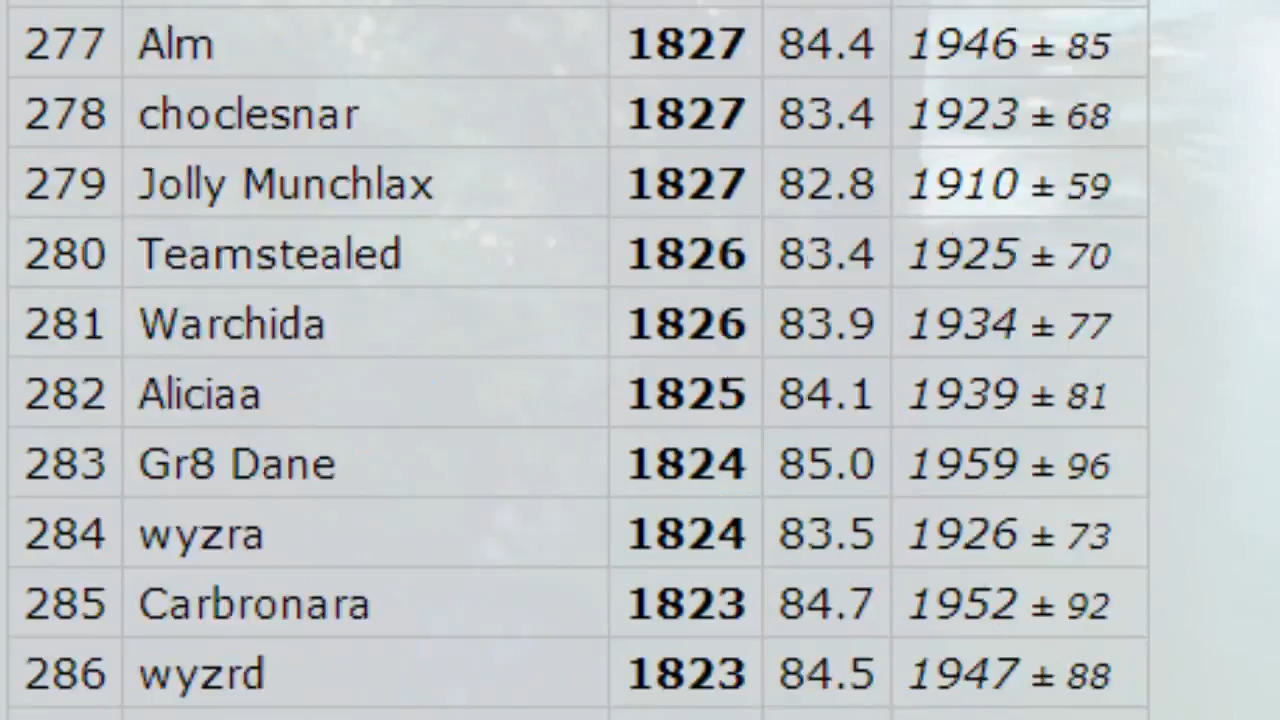 277 Alm 1827 84.4 1946 ± 85
278 choclesnar 1827 83.4 1923 ± 68
279 Jolly Munchlax 1827 82.8 1910 ± 59
280 Teamstealed 1826 83.4 1925 ± 70
281 Warchida 1826 83.9 1934 ± 77
282 Aliciaa 1825 84.1 1939 ± 81
283 Gr8 Dane 1824 85.0 1959 ± 96
284 wyzra 1824 83.5 1926 ± 73
285 Carbronara 1823 84.7 1952 ± 92
286 wyzrd 1823 84.5 1947 ± 88